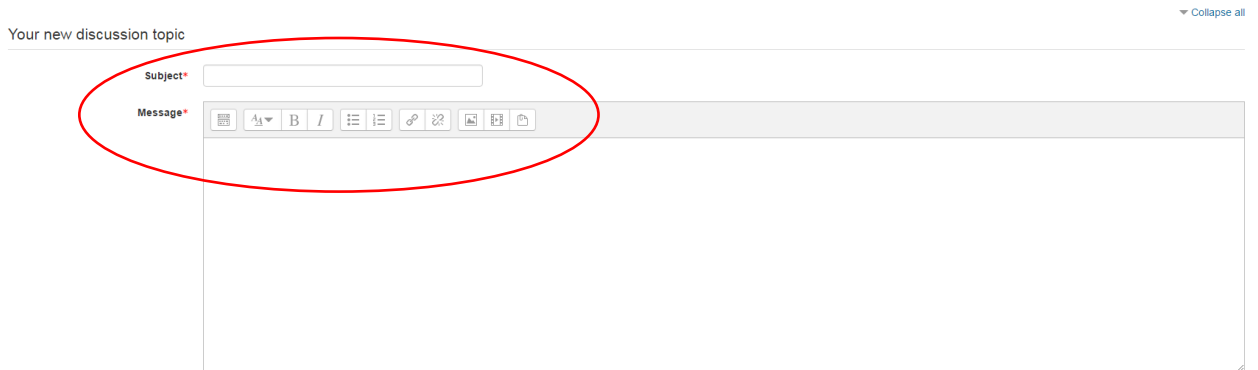 Collapse all
Your new discussion topic
Subject*
Message*
B I